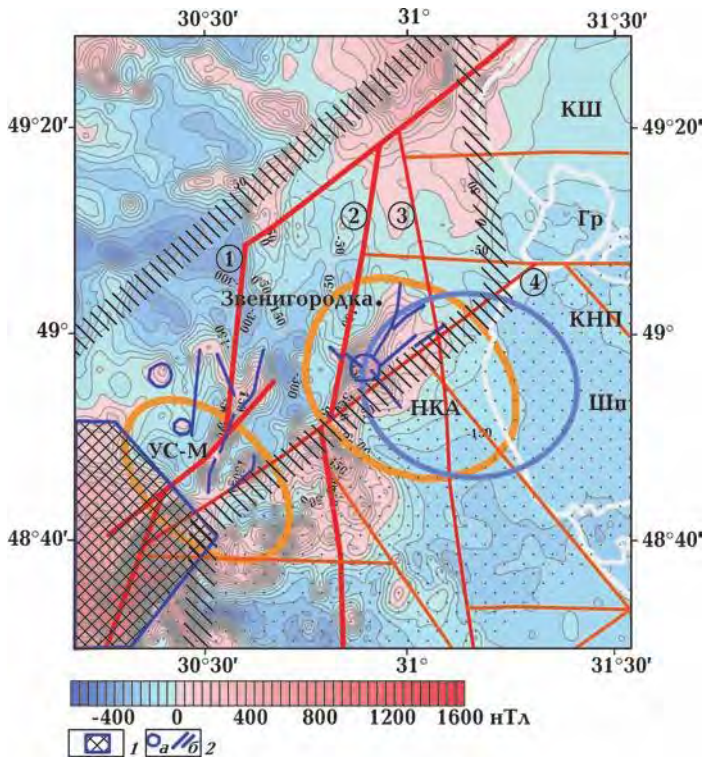 30°30′ 31° 31°30′
49°20′ КШ 49°20′
2 3
Гр
1 4
Звенигородка
49° КНП 49°
НКА Шп
УС-М
48°40′ 48°40′
30°30′ 31° 31°30′
-400 0 400 800 1200 1600 нТл
1 а б 2